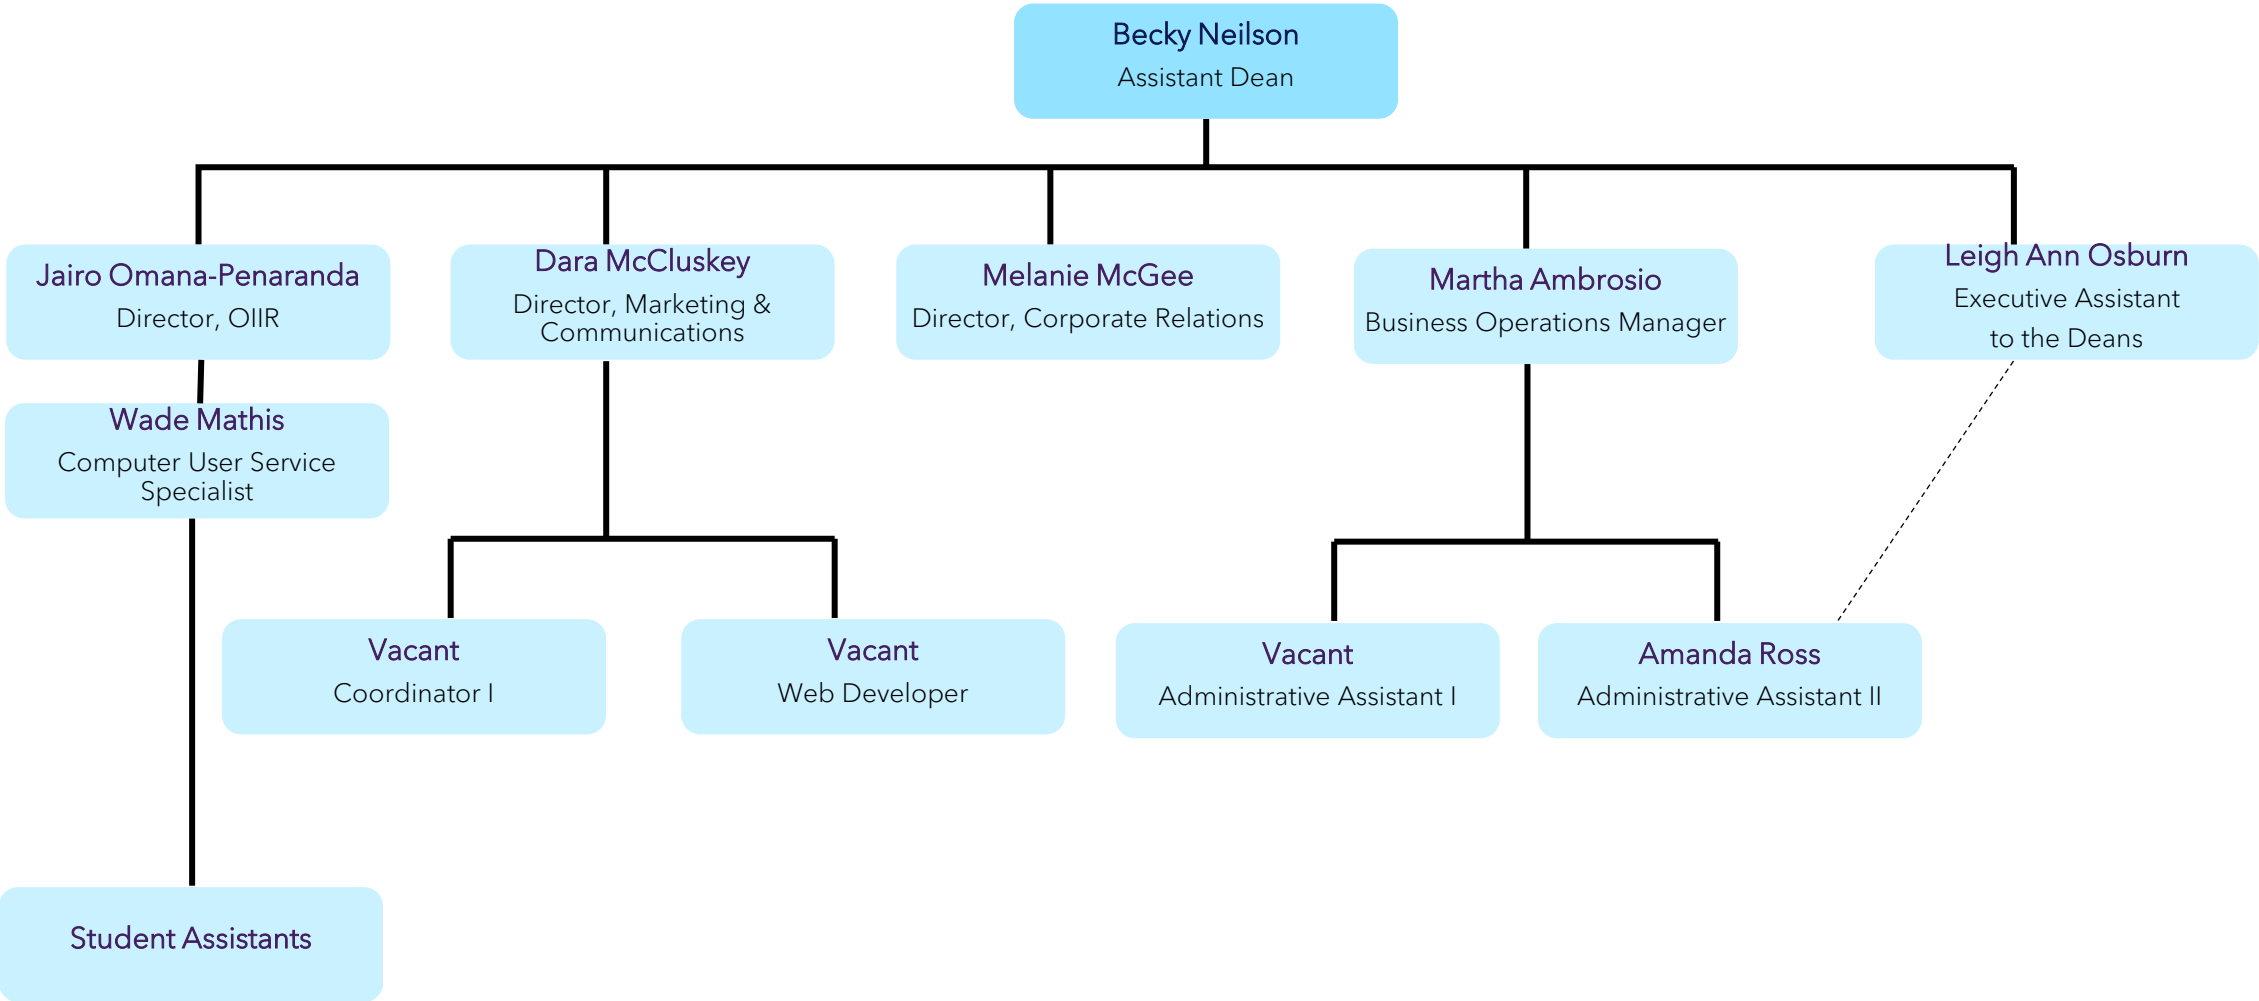 Becky Neilson
Assistant Dean
Jairo Omana-Penaranda
Director, OIIR
Dara McCluskey
Director, Marketing &
Communications
Melanie McGee
Director, Corporate Relations
Martha Ambrosio
Business Operations Manager
Leigh Ann Osburn
Executive Assistant
to the Deans
Wade Mathis
Computer User Service
Specialist
Vacant
Coordinator I
Vacant
Web Developer
Vacant
Administrative Assistant I
Amanda Ross
Administrative Assistant II
Student Assistants